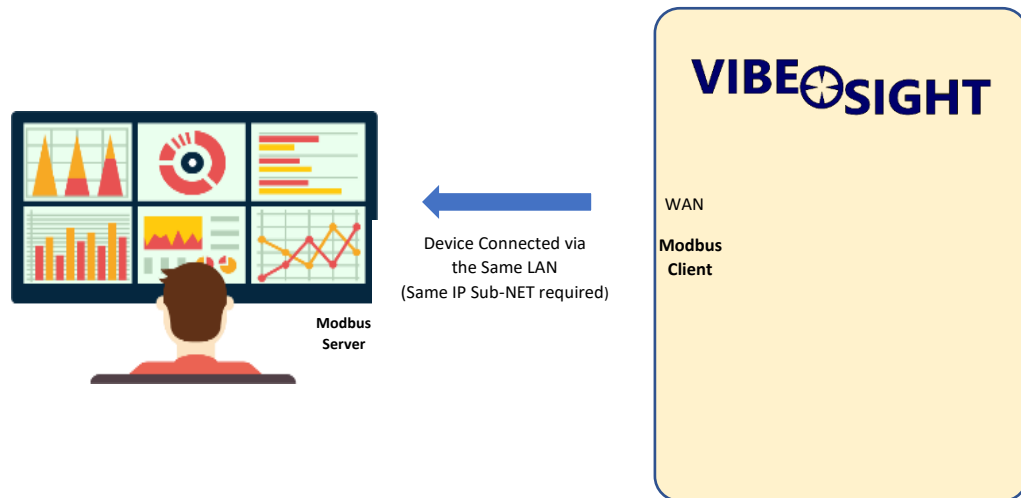 VIBE SIGHT
WAN
Modbus
Client
Device Connected via
the Same LAN
(Same IP Sub-NET required)
Modbus
Server